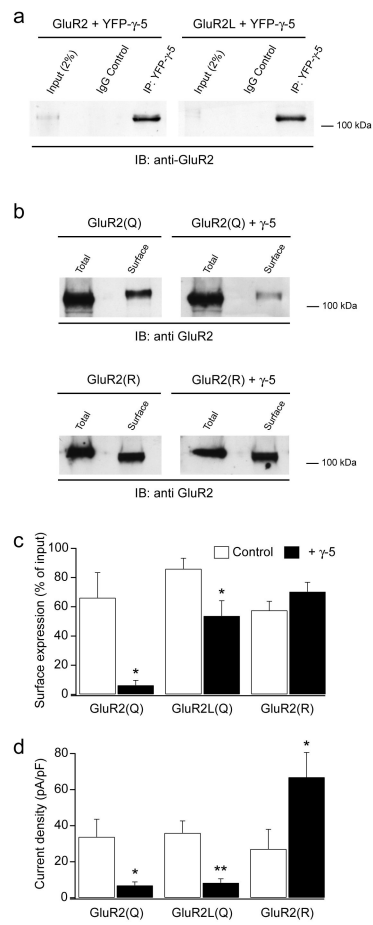 a
GluR2 + YFP-γ-5
GluR2L + YFP-γ-5
Input (2%)
IgG Control
IP: YFP-γ-5
Input (2%)
IgG Control
IP: YFP-γ-5
100 kDa
IB: anti-GluR2
b
GluR2(Q)
GluR2(Q) + γ-5
Total
Surface
Total
Surface
100 kDa
IB: anti GluR2
GluR2(R)
GluR2(R) + γ-5
Total
Surface
Total
Surface
100 kDa
IB: anti GluR2
c
Surface expression (% of input)
100
80
60
40
20
0
Control
+ γ-5
*
*
GluR2(Q)
GluR2L(Q)
GluR2(R)
d
Current density (pA/pF)
80
60
40
20
0
*
**
*
GluR2(Q)
GluR2L(Q)
GluR2(R)